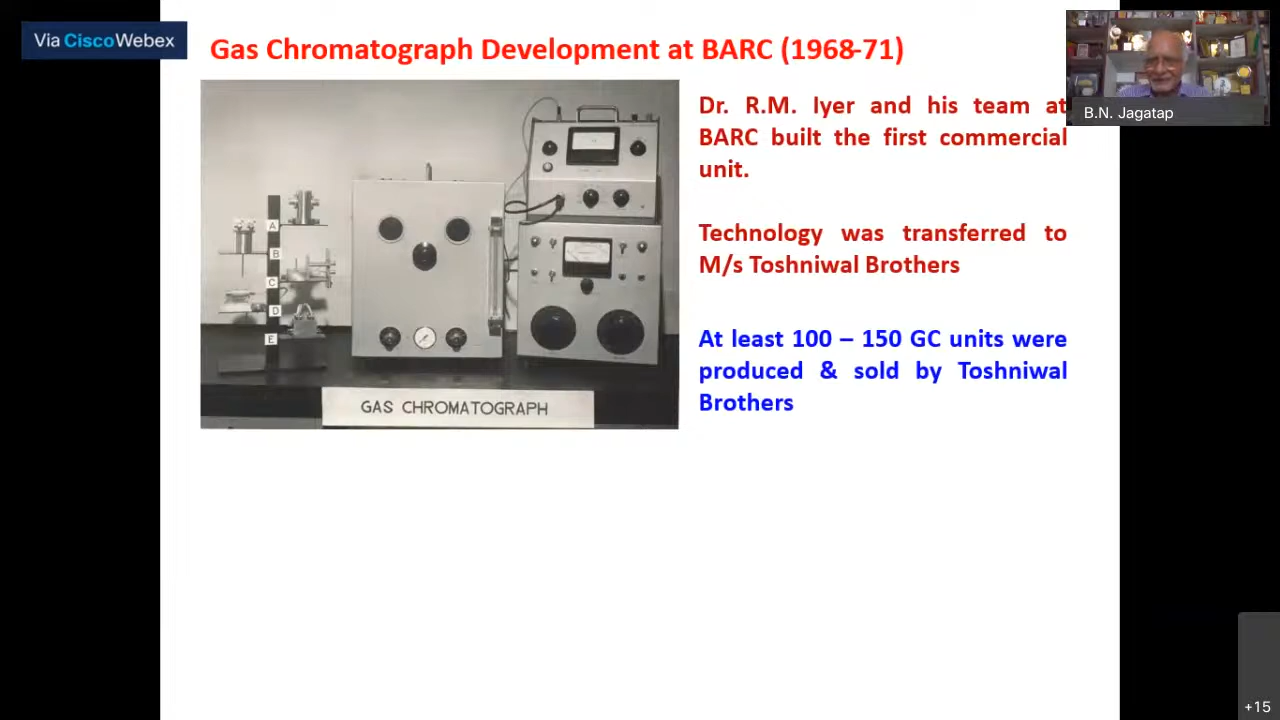 Via CiscoWebex
Gas Chromatograph Development at BARC (1968-71)
B.N. Jagatap
Dr. R.M. Iyer and his team at
BARC built the first commercial
unit.
Technology was transferred to
M/s Toshniwal Brothers
At least 100 – 150 GC units were
produced & sold by Toshniwal
Brothers
A
B
C
D
E
GAS CHROMATOGRAPH
+15